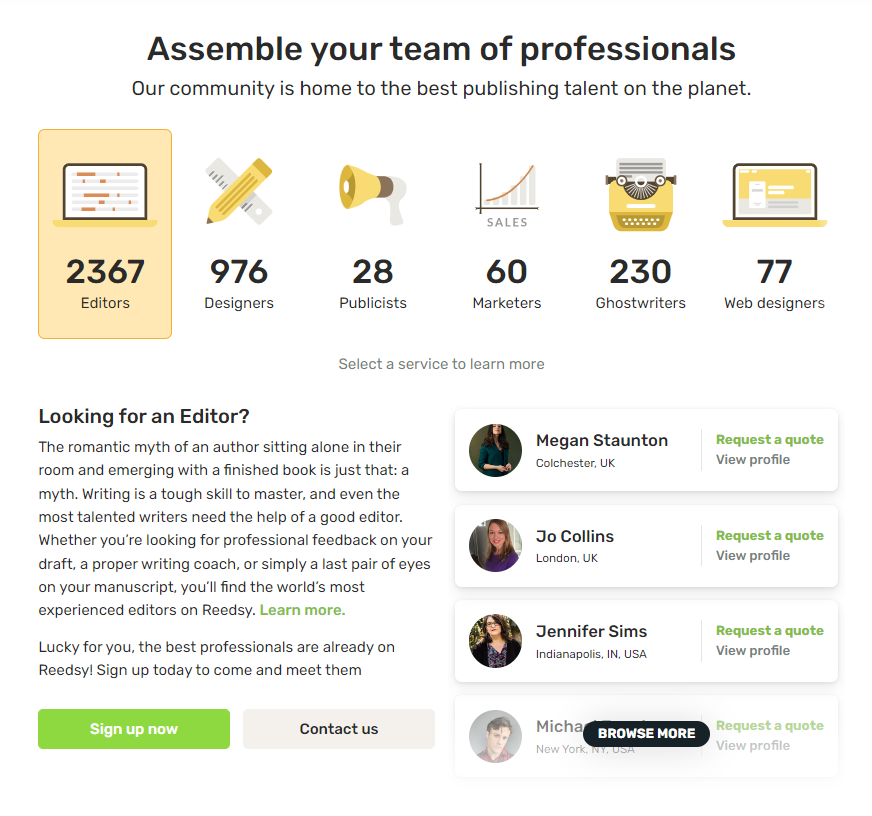 Assemble your team of professionals
Our community is home to the best publishing talent on the planet.
SALES
2367
Editors
976
Designers
28
Publicists
60
Marketers
230
Ghostwriters
77
Web designers
Select a service to learn more
Looking for an Editor?
The romantic myth of an author sitting alone in their
room and emerging with a finished book is just that: a
myth. Writing is a tough skill to master, and even the
most talented writers need the help of a good editor.
Whether you’re looking for professional feedback on your
draft, a proper writing coach, or simply a last pair of eyes
on your manuscript, you’ll find the world’s most
experienced editors on Reedsy. Learn more.
Lucky for you, the best professionals are already on
Reedsy! Sign up today to come and meet them
Sign up now
Contact us
Megan Staunton
Colchester, UK
Request a quote
View profile
Jo Collins
London, UK
Request a quote
View profile
Jennifer Sims
Indianapolis, IN, USA
Request a quote
View profile
New York, NY, USA
BROWSE MORE
Request a quote
View profile